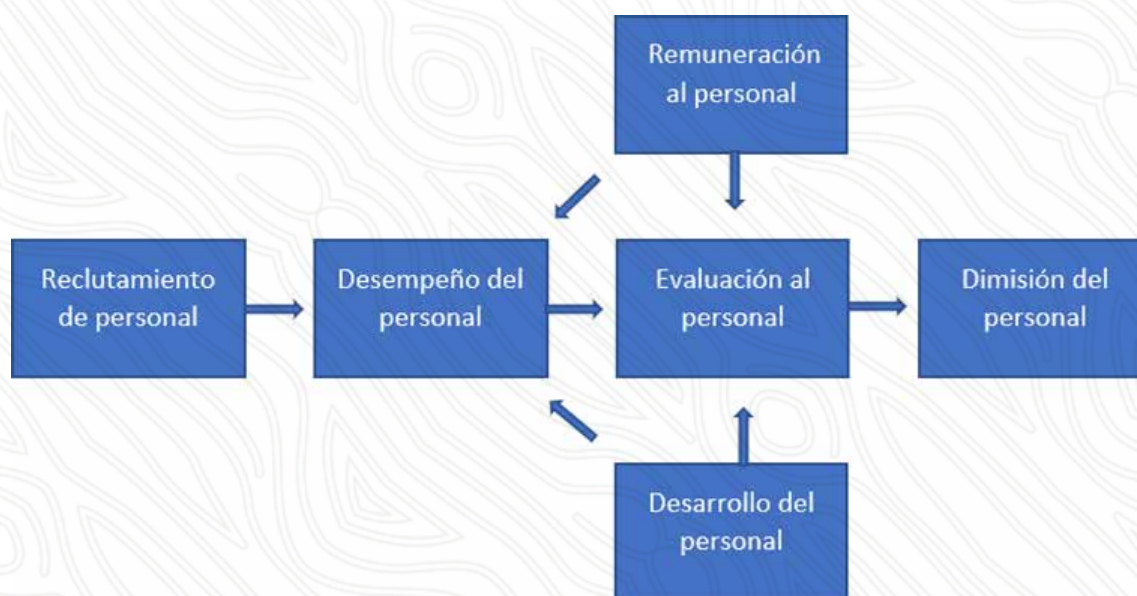 Remuneración
al personal
Reclutamiento
de personal
Desempeño del
personal
Evaluación al
personal
Dimisión del
personal
Desarrollo del
personal